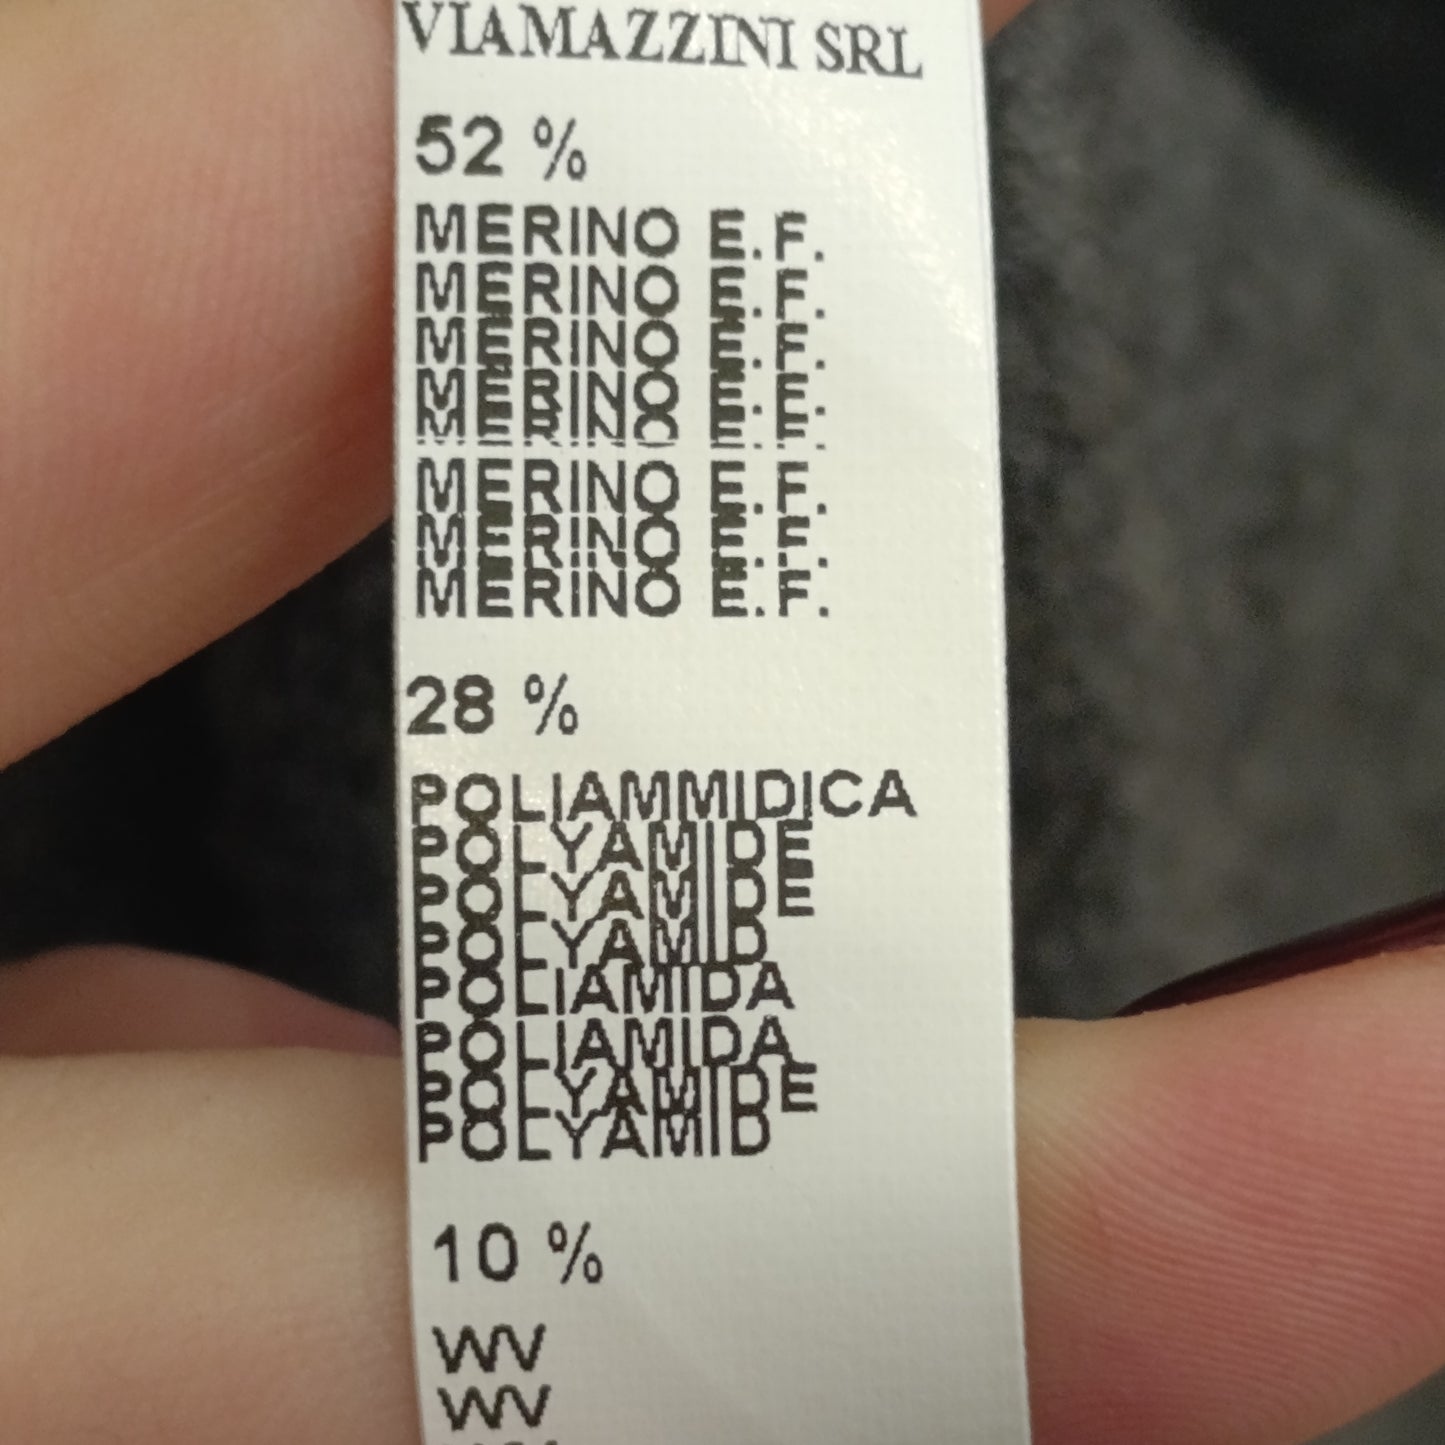 VIAMAZZINI SRL
52 %
MERINO E.F.
MERINO E.F.
MERINO E.F.
MERINO E.F.
MERINO E.F.
MERINO E.F.
MERINO E.F.
MERINO E.F.
28 %
POLIAMMIDICA
POLYAMIDE
POLYAMIDE
POLYAMID
POLIAMIDA
POLIAMIDA
POLYAMIDE
POLYAMID
10 %
WV
WV